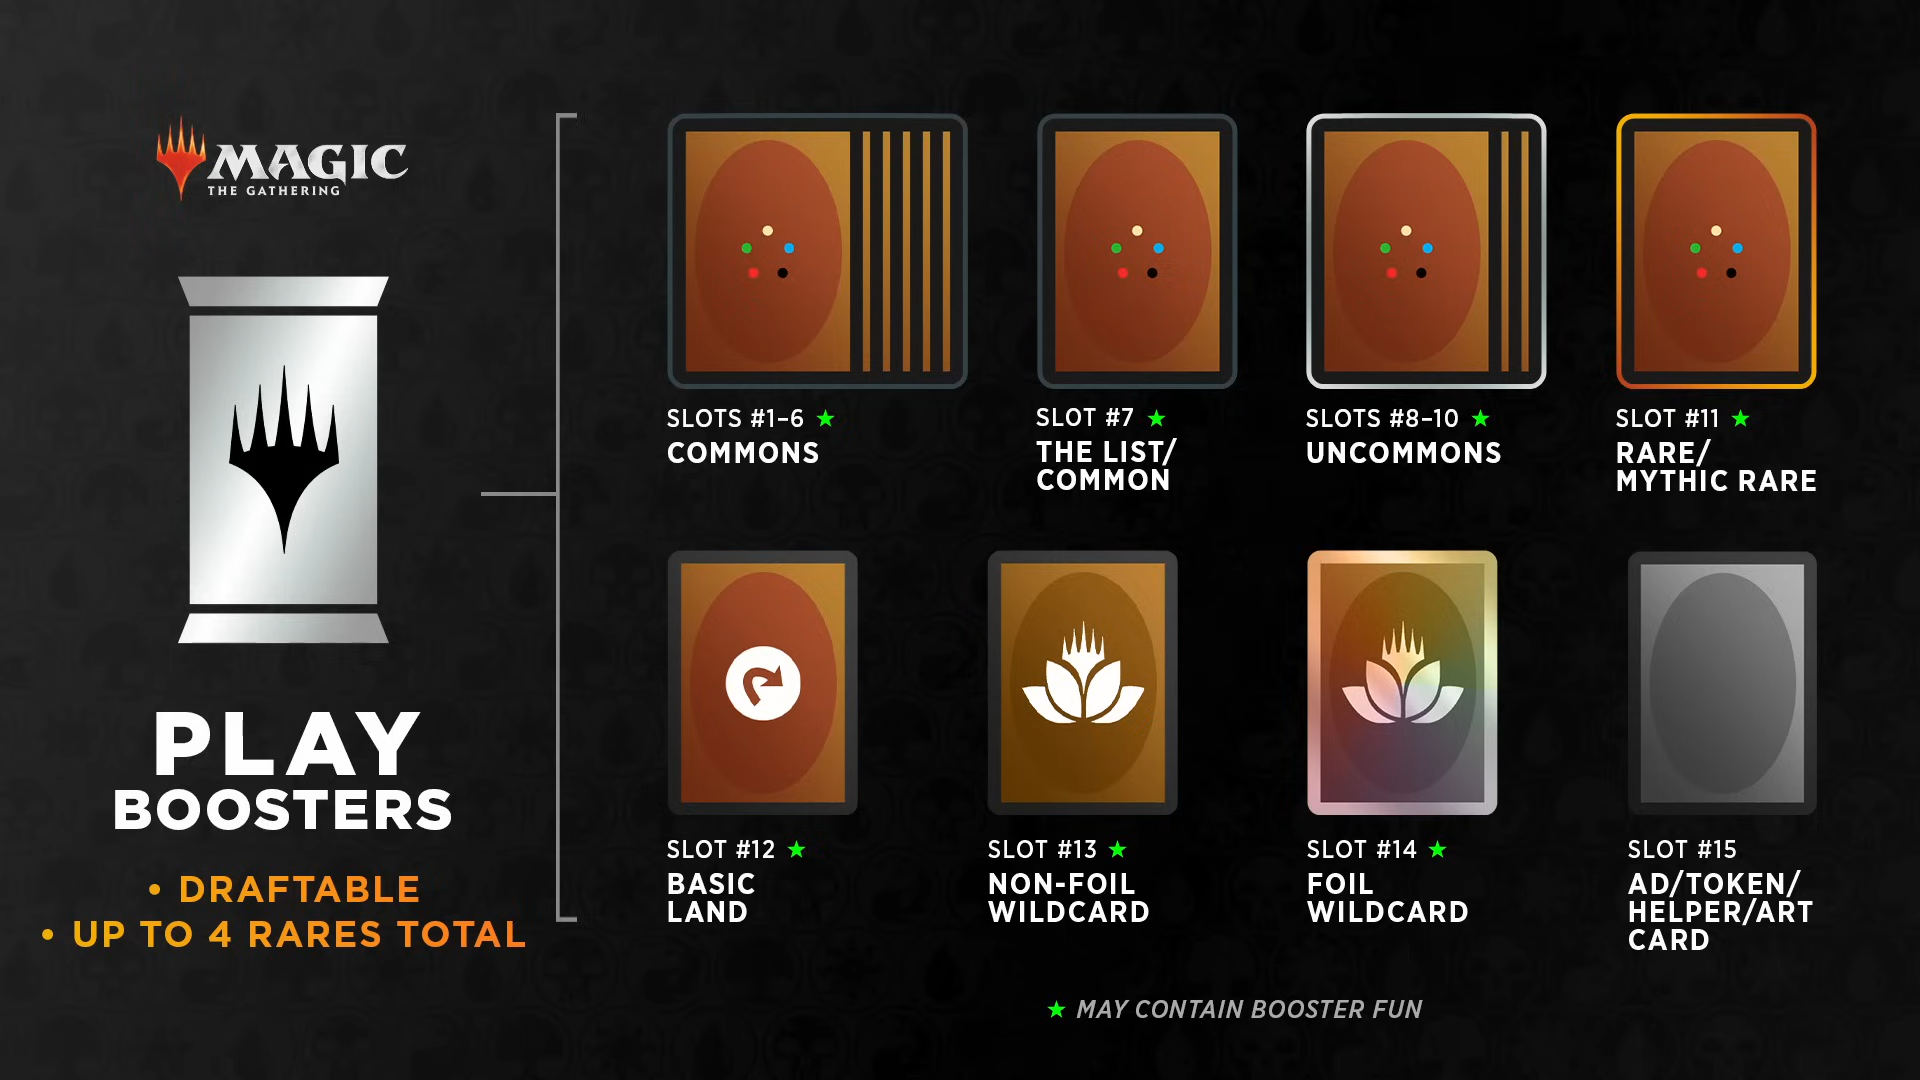 MAGIC
THE GATHERING
PLAY
BOOSTERS
• DRAFTABLE
• UP TO 4 RARES TOTAL
SLOTS #1–6 ★
COMMONS
SLOT #7 ★
THE LIST/
COMMON
SLOTS #8–10 ★
UNCOMMONS
SLOT #11 ★
RARE/
MYTHIC RARE
SLOT #12 ★
BASIC
LAND
SLOT #13 ★
NON-FOIL
WILDCARD
SLOT #14 ★
FOIL
WILDCARD
SLOT #15
AD/TOKEN/
HELPER/ART
CARD
★ MAY CONTAIN BOOSTER FUN